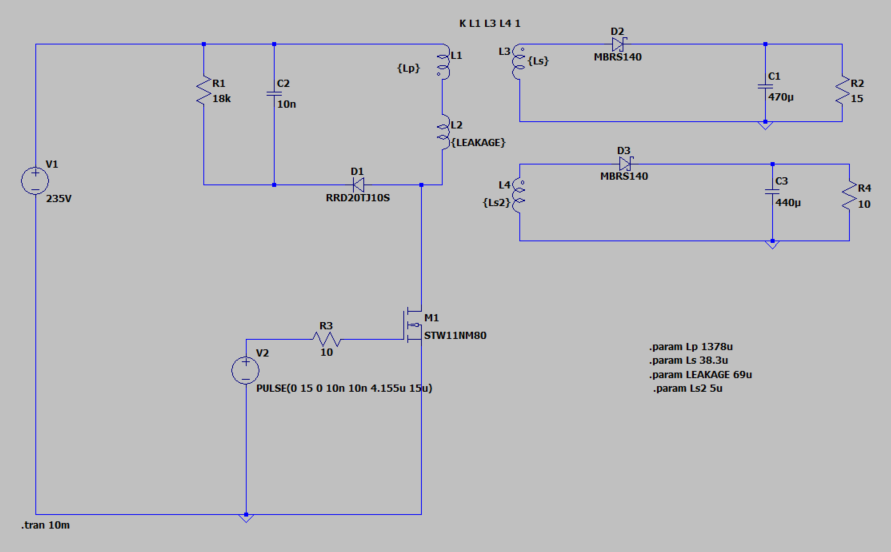 K L1 L3 L4 1
L1
{Lp}
L3
{Ls}
D2
MBRS140
C1
470µ
R2
15
R1
18k
C2
10n
L2
{LEAKAGE}
V1
+
−
235V
D1
RRD20TJ10S
D3
MBRS140
L4
{Ls2}
C3
440µ
R4
10
M1
STW11NM80
R3
10
V2
+
−
PULSE(0 15 0 10n 10n 4.155u 15u)
.param Lp 1378u
.param Ls 38.3u
.param LEAKAGE 69u
.param Ls2 5u
.tran 10m